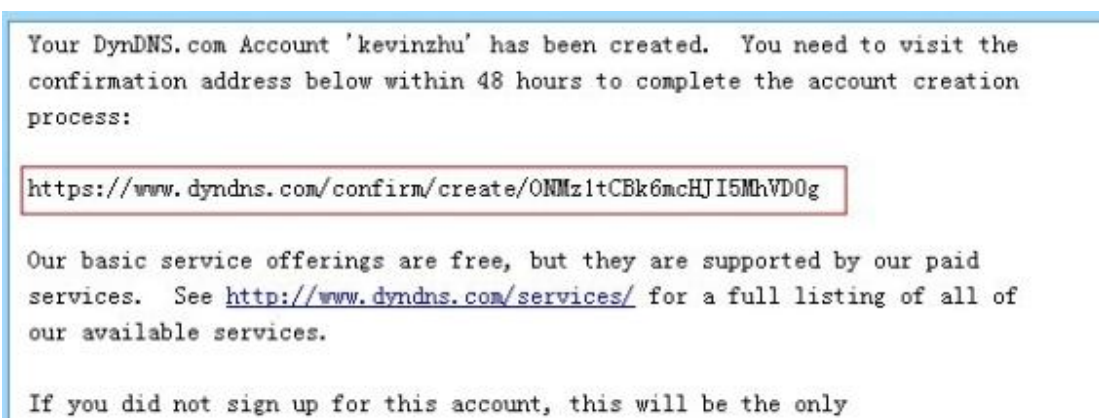 Your DynDNS.com Account 'kevinzhu' has been created.  You need to visit the
confirmation address below within 48 hours to complete the account creation
process:
https://www.dyndns.com/confirm/create/ONMz1tCBk6mcHJI5MhVD0g
Our basic service offerings are free, but they are supported by our paid
services.  See http://www.dyndns.com/services/ for a full listing of all of
our available services.
If you did not sign up for this account, this will be the only